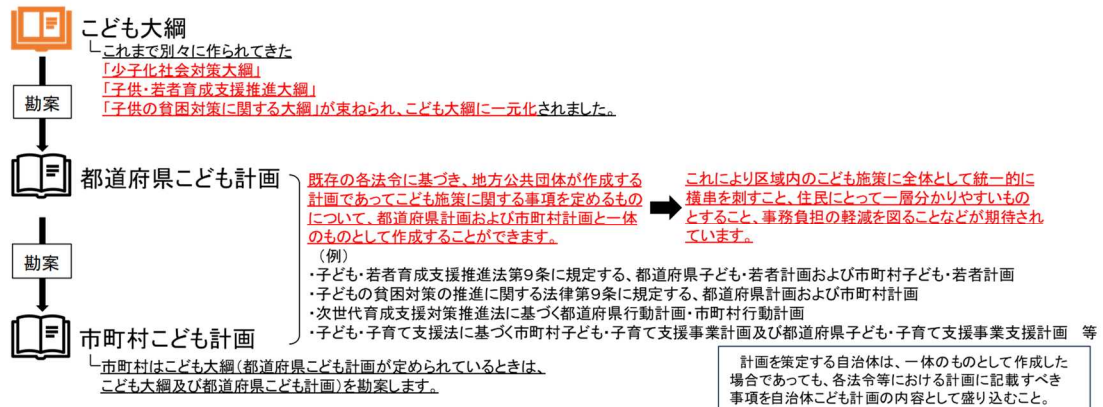 こども大綱
これまで別々に作られてきた
「少子化社会対策大綱」
「子供・若者育成支援推進大綱」
「子供の貧困対策に関する大綱」が束ねられ、こども大綱に一元化されました。
勘案
都道府県こども計画
既存の各法令に基づき、地方公共団体が作成する
計画であってこども施策に関する事項を定めるもの
について、都道府県計画および市町村計画と一体
のものとして作成することができます。
これにより区域内のこども施策に全体として統一的に
横串を刺すこと、住民にとって一層分かりやすいもの
とすること、事務負担の軽減を図ることなどが期待され
ています。
(例)
・子ども・若者育成支援推進法第9条に規定する、都道府県子ども・若者計画および市町村子ども・若者計画
・子どもの貧困対策の推進に関する法律第9条に規定する、都道府県計画および市町村計画
・次世代育成支援対策推進法に基づく都道府県行動計画・市町村行動計画
・子ども・子育て支援法に基づく市町村子ども・子育て支援事業計画及び都道府県子ども・子育て支援事業支援計画 等
勘案
市町村こども計画
市町村はこども大綱(都道府県こども計画が定められているときは、
こども大綱及び都道府県こども計画)を勘案します。
計画を策定する自治体は、一体のものとして作成した
場合であっても、各法令等における計画に記載すべき
事項を自治体こども計画の内容として盛り込むこと。